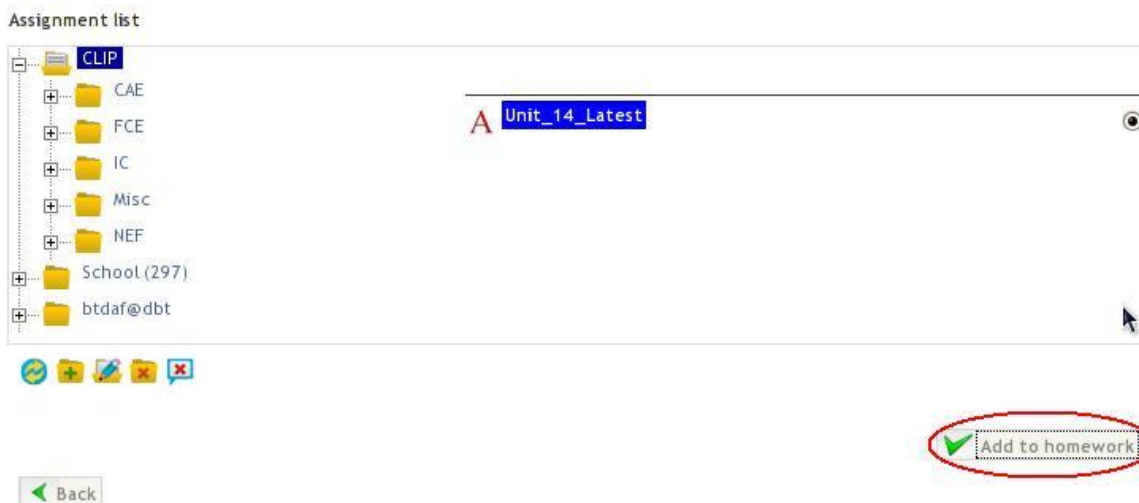 Assignment list
CLIP
CAE
FCE
IC
Misc
NEF
School (297)
btdaf@dbt
A Unit_14_Latest
Add to homework
Back